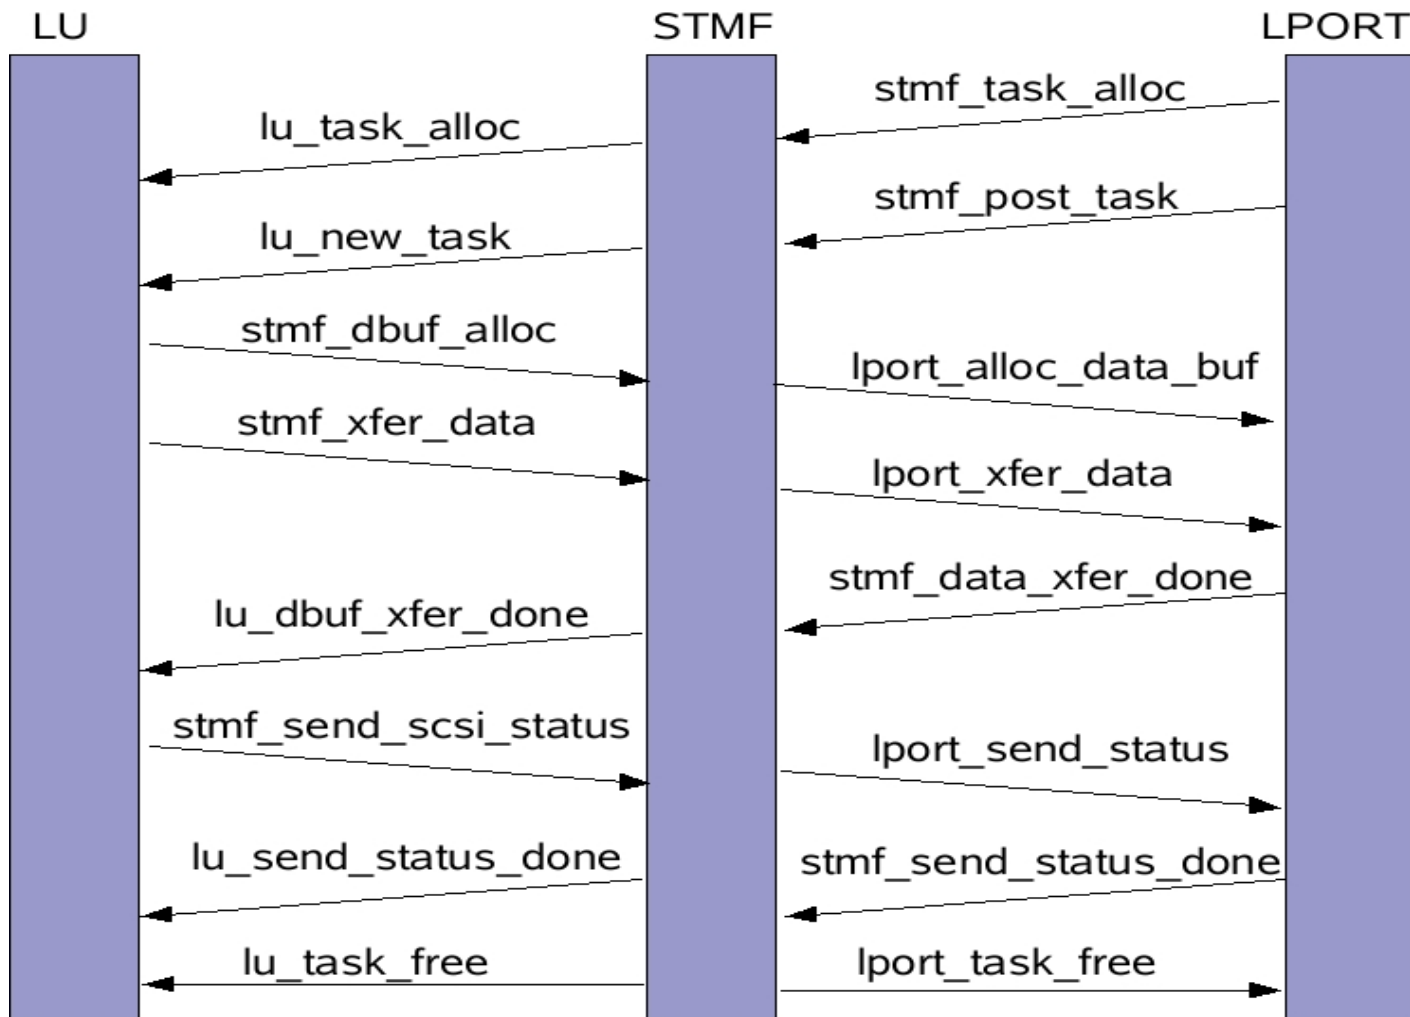 LU
STMF
LPORT
stmf_task_alloc
lu_task_alloc
stmf_post_task
lu_new_task
stmf_dbuf_alloc
lport_alloc_data_buf
stmf_xfer_data
lport_xfer_data
stmf_data_xfer_done
lu_dbuf_xfer_done
stmf_send_scsi_status
lport_send_status
lu_send_status_done
stmf_send_status_done
lu_task_free
lport_task_free